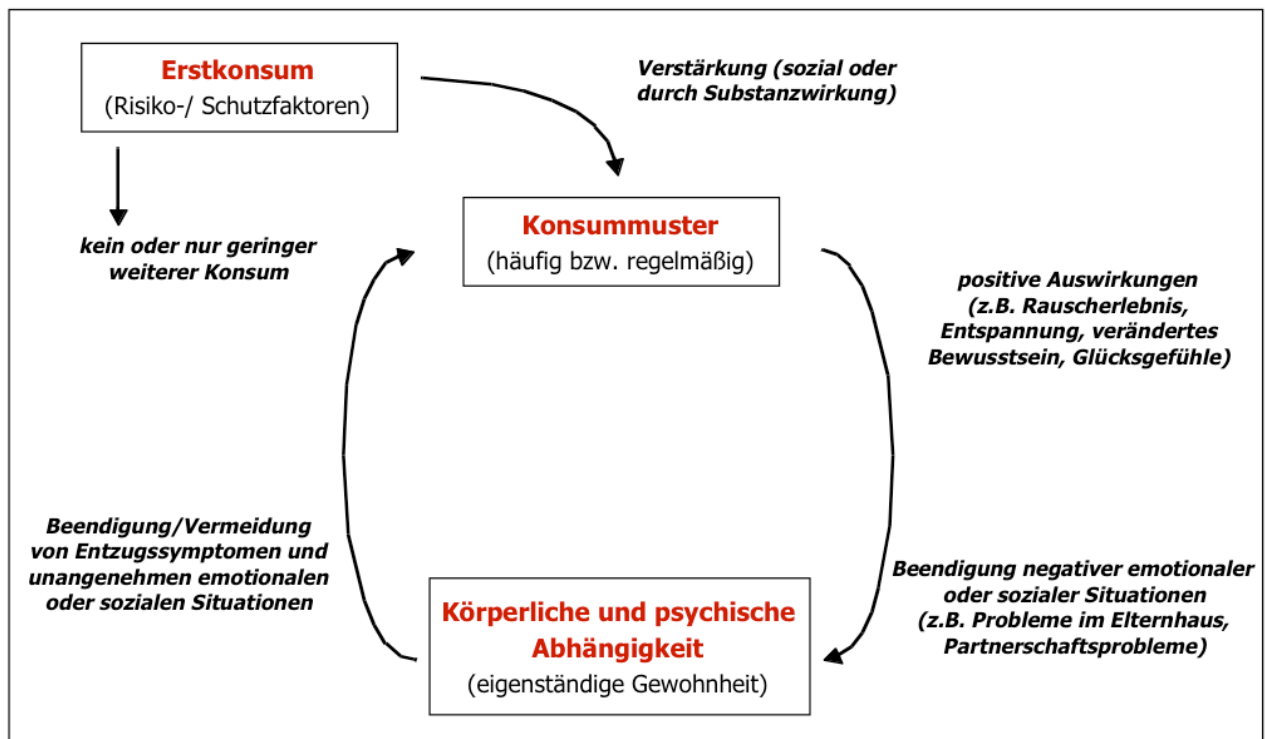 Erstkonsum
(Risiko-/ Schutzfaktoren)
Verstärkung (sozial oder
durch Substanzwirkung)
Konsummuster
(häufig bzw. regelmäßig)
kein oder nur geringer
weiterer Konsum
positive Auswirkungen
(z.B. Rauscherlebnis,
Entspannung, verändertes
Bewusstsein, Glücksgefühle)
Beendigung/Vermeidung
von Entzugssymptomen und
unangenehmen emotionalen
oder sozialen Situationen
Körperliche und psychische
Abhängigkeit
(eigenständige Gewohnheit)
Beendigung negativer emotionaler
oder sozialer Situationen
(z.B. Probleme im Elternhaus,
Partnerschaftsprobleme)